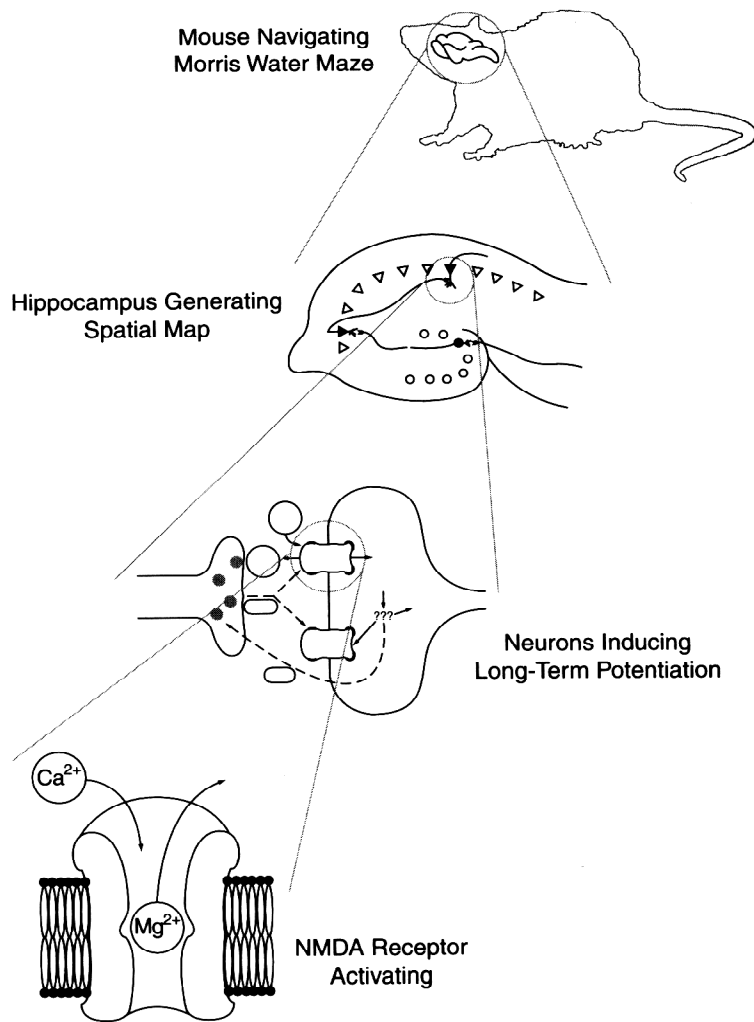 Mouse Navigating
Morris Water Maze
Hippocampus Generating
Spatial Map
???
Neurons Inducing
Long-Term Potentiation
Ca2+
Mg2+
NMDA Receptor
Activating